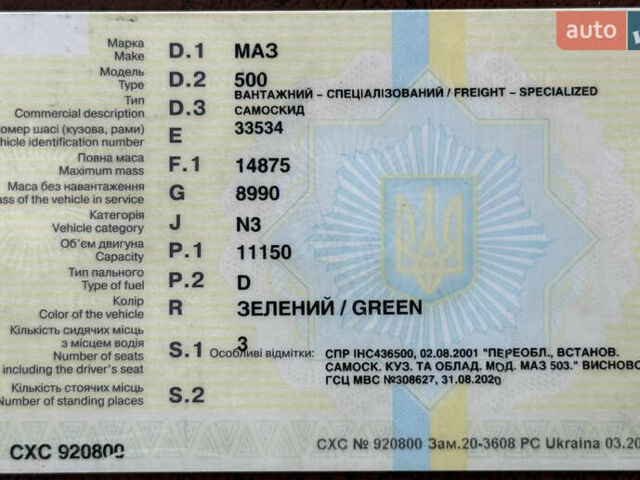 auto
Марка D.1 МАЗ
Make
Модель D.2 500
Type
Тип D.3 ВАНТАЖНИЙ – СПЕЦІАЛІЗОВАНИЙ / FREIGHT – SPECIALIZED
Commercial description САМОСКИД
омер шасі (кузова, рами) E 33534
hicle identification number
Повна маса F.1 14875
Maximum mass
Маса без навантаження G 8990
ass of the vehicle in service
Категорія J N3
Vehicle category
Об'єм двигуна P.1 11150
Capacity
Тип пального P.2 D
Type of fuel
Колір R ЗЕЛЕНИЙ / GREEN
Color of the vehicle
Кількість сидячих місць
з місцем водія S.1 3
Number of seats
including the driver's seat
Особливі відмітки: СПР ІНС436500, 02.08.2001 "ПЕРЕОБЛ., ВСТАНОВ.
САМОСК. КУЗ. ТА ОБЛАД. МОД. МАЗ 503." ВИСНОВО
ГСЦ МВС №308627, 31.08.2020
Кількість стоячих місць S.2
Number of standing places
СХС 920800
СХС № 920800 Зам.20-3608 PC Ukraina 03.20